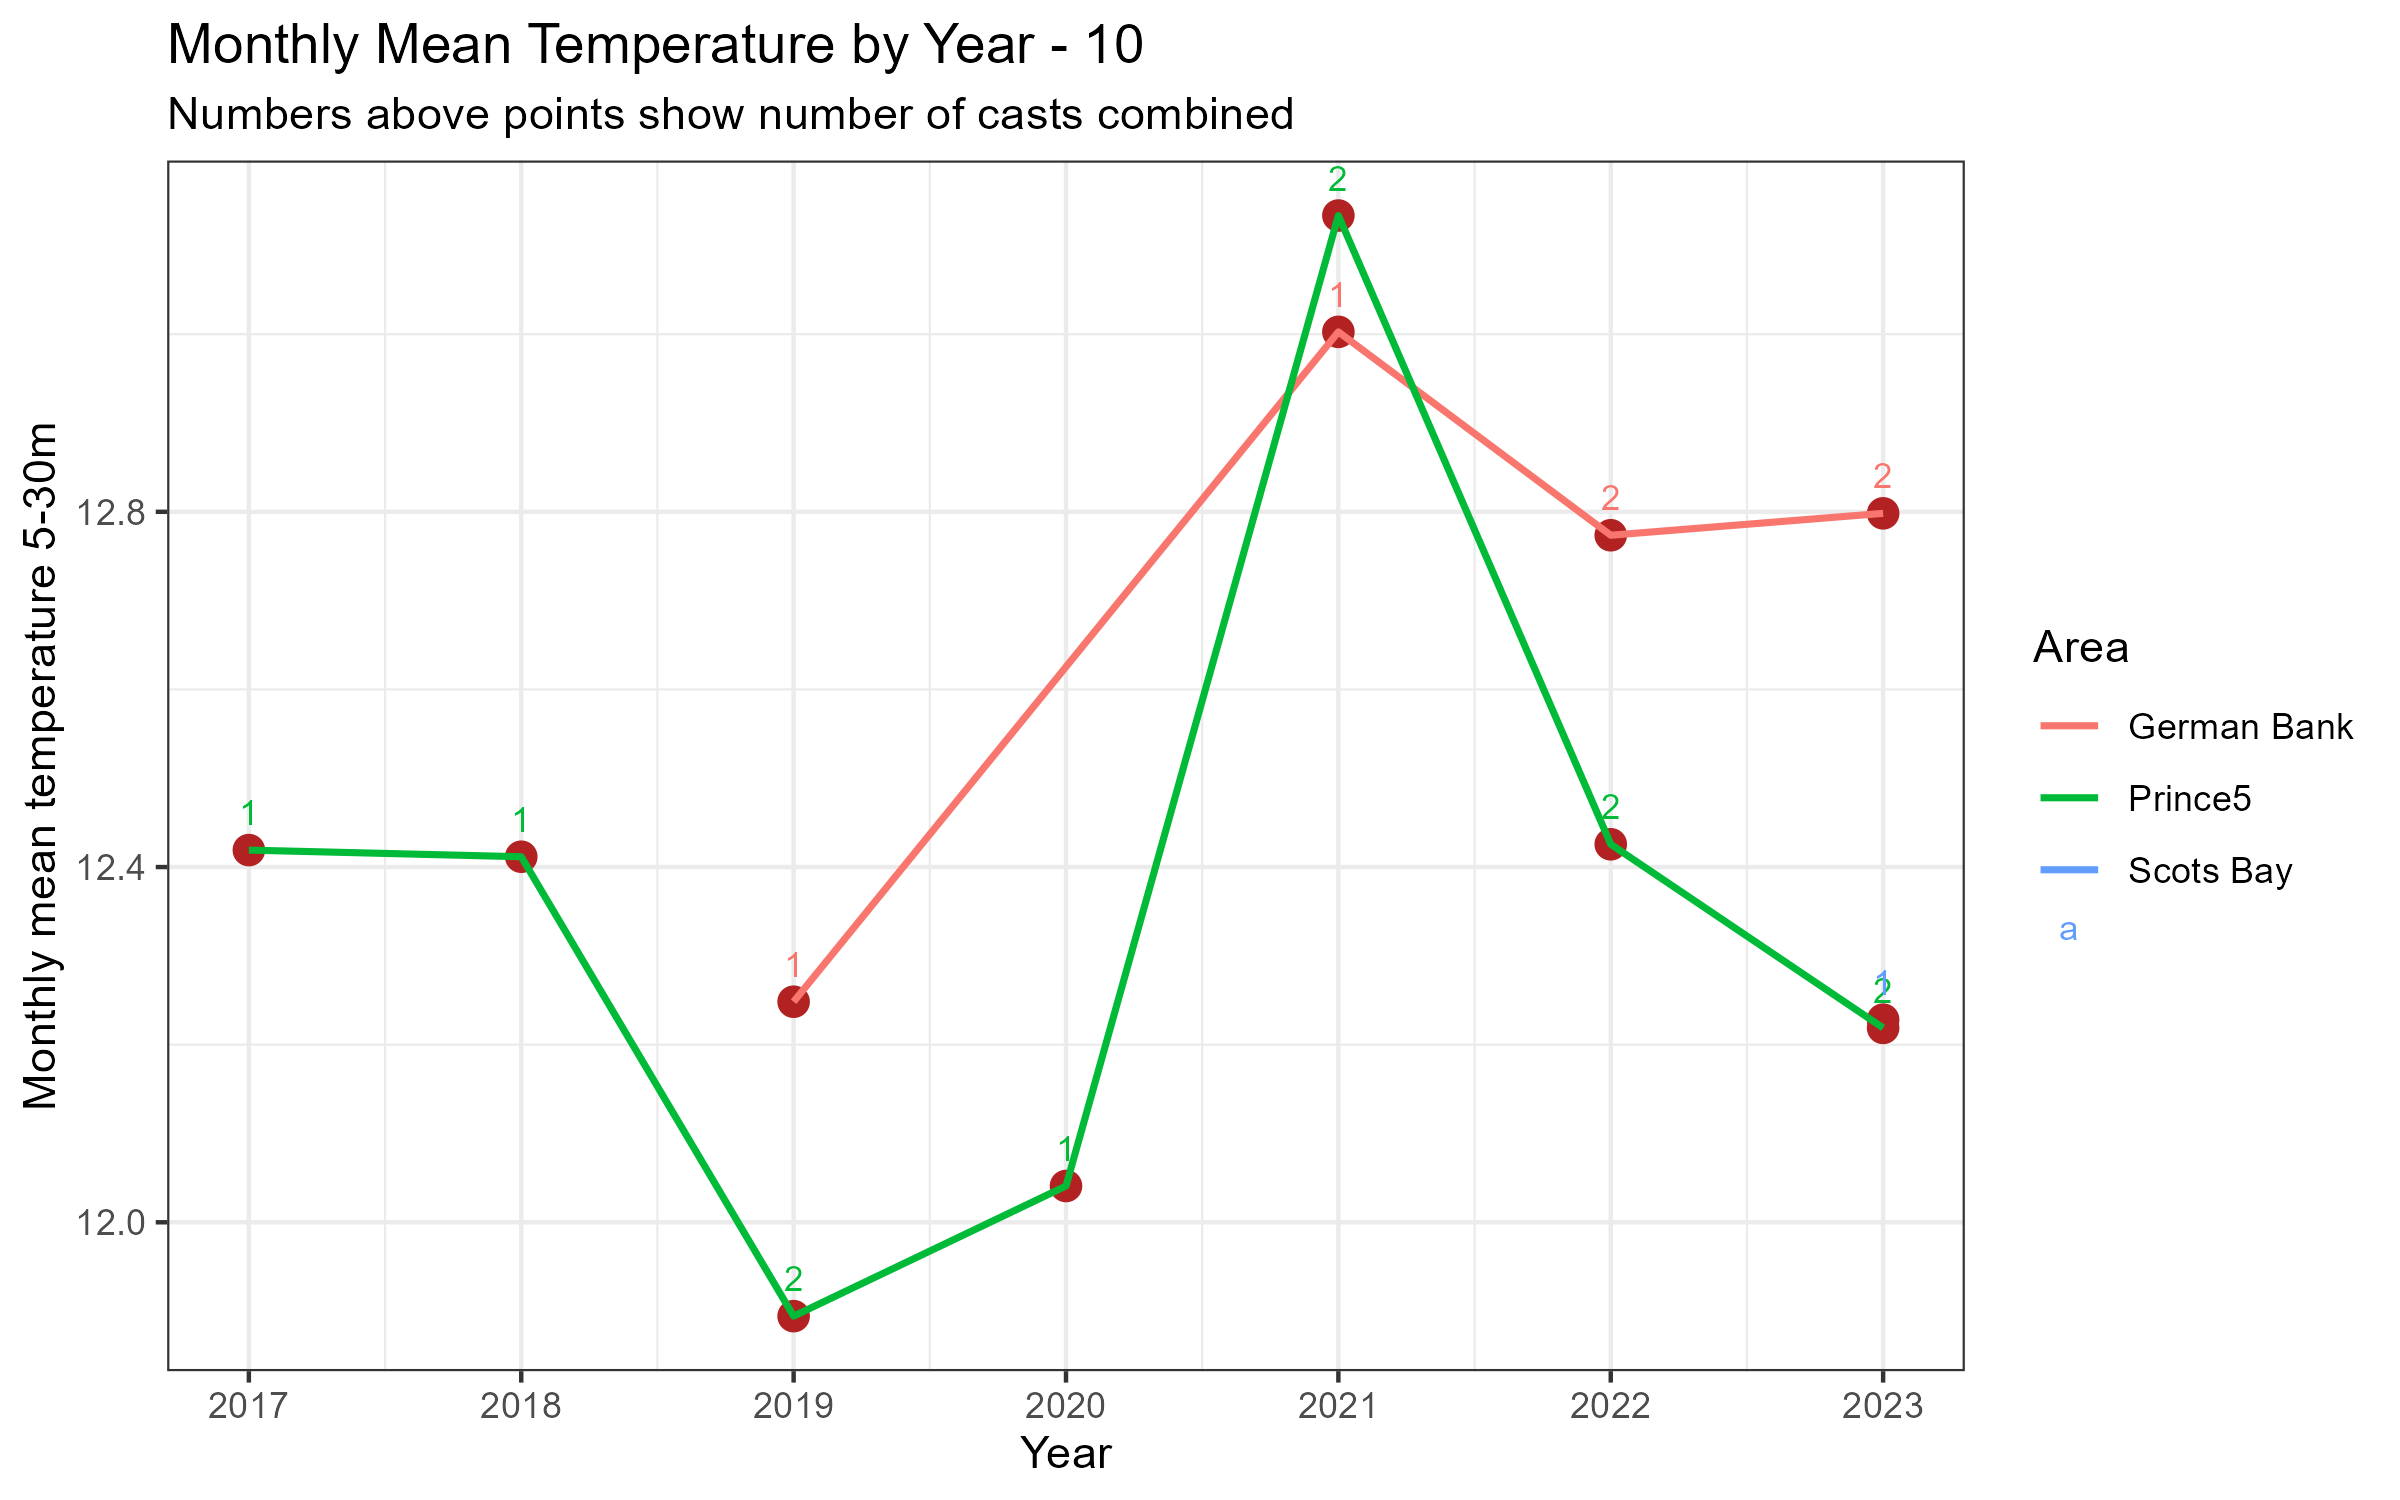 Monthly Mean Temperature by Year - 10
Numbers above points show number of casts combined
Monthly mean temperature 5-30m
12.8
12.4
12.0
2
1
2
2
1
1
2
1
1
2
1
1
2
2017
2018
2019
2020
2021
2022
2023
Year
Area
German Bank
Prince5
Scots Bay
a